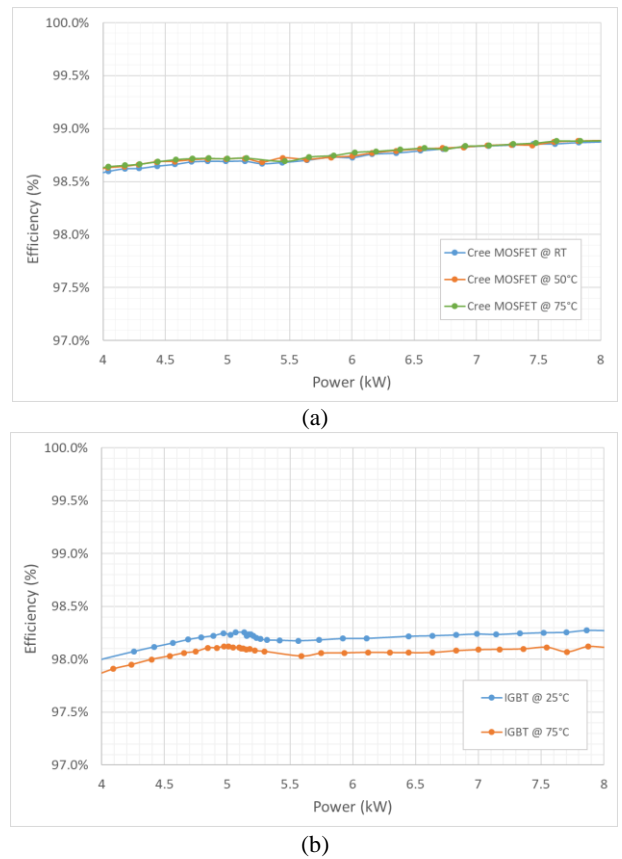 100.0%
99.5%
99.0%
98.5%
98.0%
97.5%
97.0%
Efficiency (%)
Cree MOSFET @ RT
Cree MOSFET @ 50°C
Cree MOSFET @ 75°C
4 4.5 5 5.5 6 6.5 7 7.5 8
Power (kW)
(a)
100.0%
99.5%
99.0%
98.5%
98.0%
97.5%
97.0%
Efficiency (%)
IGBT @ 25°C
IGBT @ 75°C
4 4.5 5 5.5 6 6.5 7 7.5 8
Power (kW)
(b)